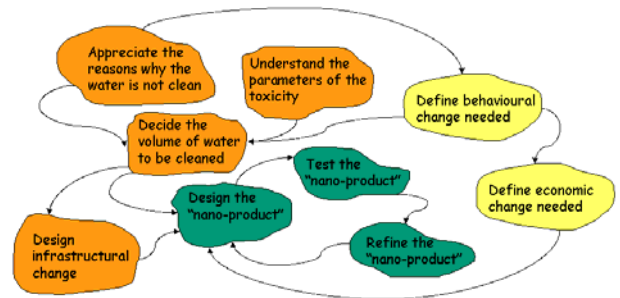 Appreciate the
reasons why the
water is not clean
Understand the
parameters of the
toxicity
Define behavioural
change needed
Decide the
volume of water
to be cleaned
Test the
"nano-product"
Design the
"nano-product"
Define economic
change needed
Design
infrastructural
change
Refine the
"nano-product"